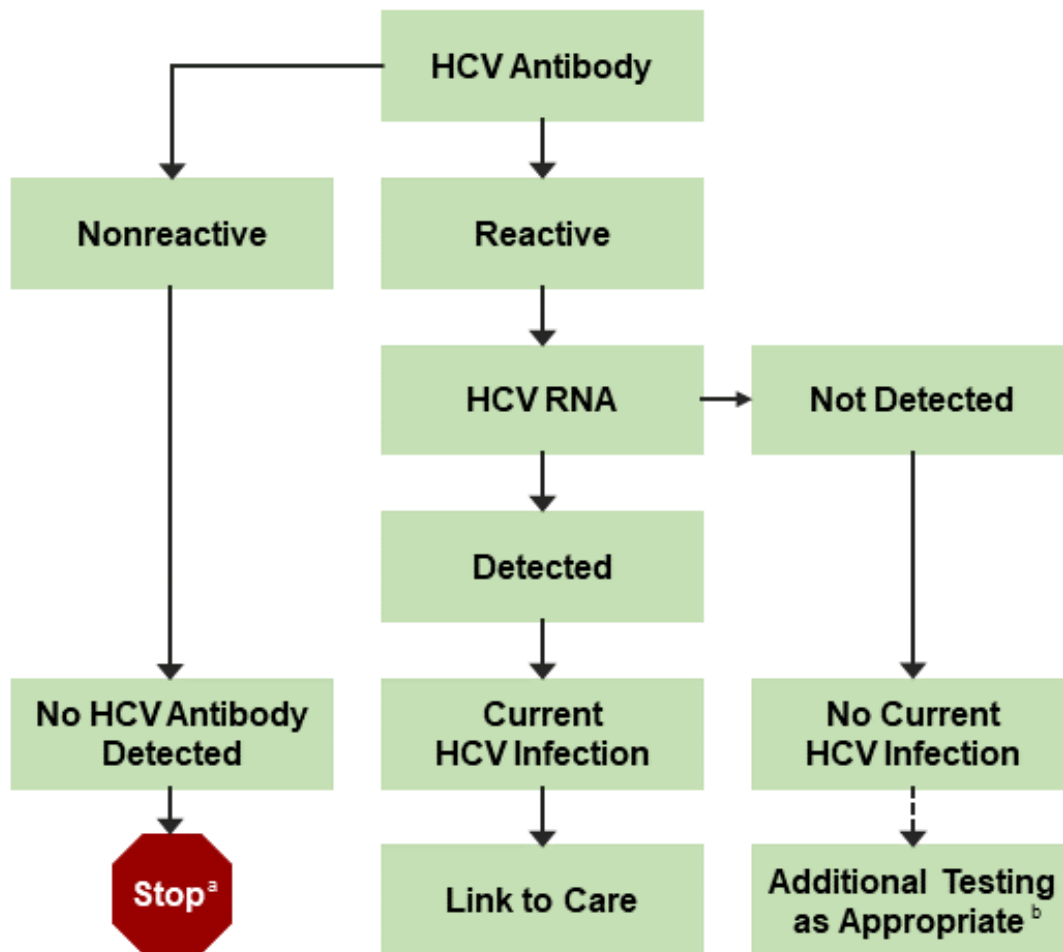 HCV Antibody
Nonreactive
Reactive
HCV RNA
Not Detected
Detected
No HCV Antibody
Detected
Current
HCV Infection
No Current
HCV Infection
Stop a
Link to Care
Additional Testing
as Appropriate b